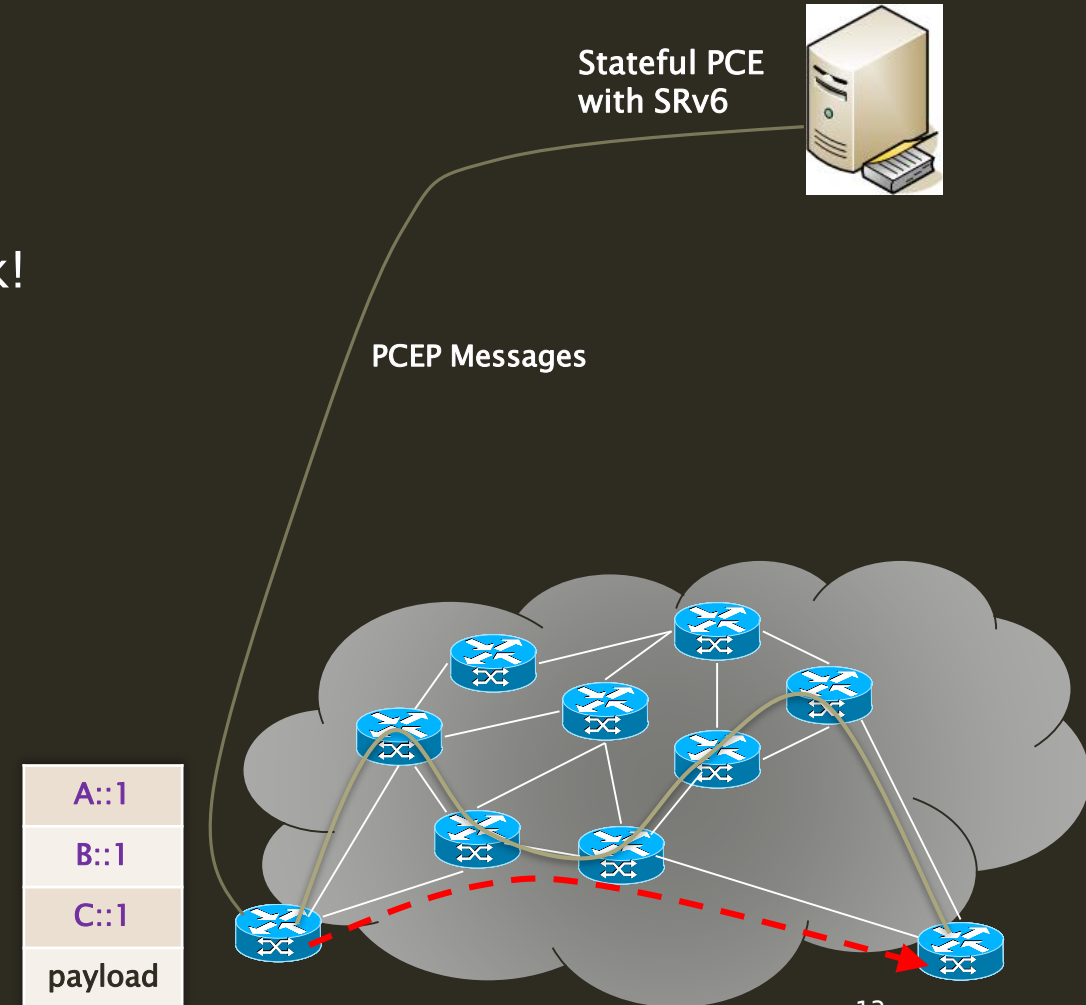 Stateful PCE
with SRv6
k!
PCEP Messages
A::1
B::1
C::1
payload